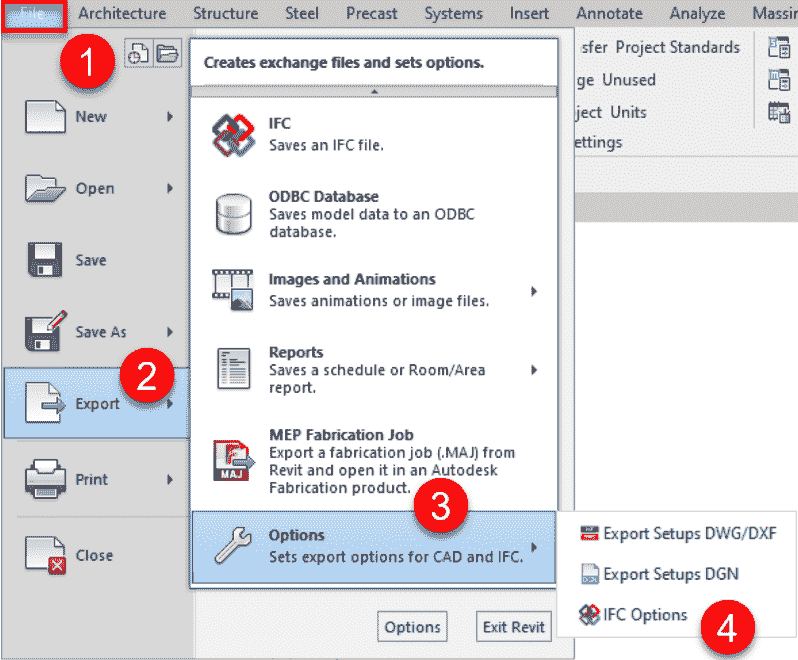 File Architecture Structure Steel Precast Systems Insert Annotate Analyze Massin
1
Creates exchange files and sets options.
sfer Project Standards
ge Unused
ject Units
ettings
New
Open
Save
Save As
2
Export
Print
Close
IFC
Saves an IFC file.
ODBC Database
Saves model data to an ODBC
database.
Images and Animations
Saves animations or image files.
Reports
Saves a schedule or Room/Area
report.
MEP Fabrication Job
Export a fabrication job (.MAJ) from
Revit and open it in an Autodesk
Fabrication product.
MAJ
3
Options
Sets export options for CAD and IFC.
Export Setups DWG/DXF
Export Setups DGN
IFC Options
4
Options
Exit Revit